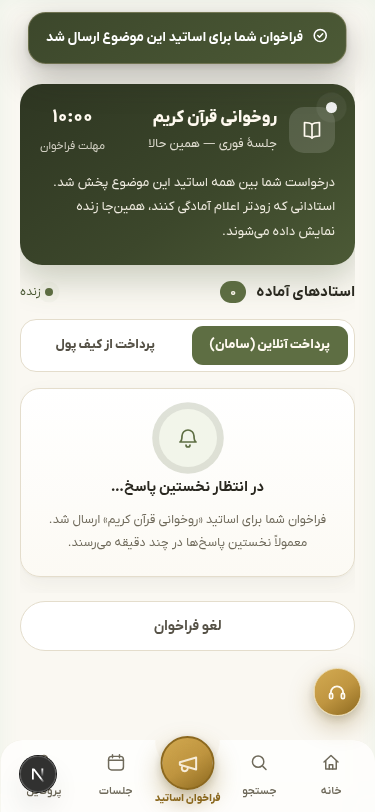 فراخوان شما برای اساتید این موضوع ارسال شد
روخوانی قرآن کریم
جلسهٔ فوری — همین حالا
۱۰:۰۰
مهلت فراخوان
درخواست شما بین همه اساتید این موضوع پخش شد.
استادانی که زودتر اعلام آمادگی کنند، همین‌جا زنده
نمایش داده می‌شوند.
استادهای آماده
۰
زنده
پرداخت آنلاین (سامان)
پرداخت از کیف پول
در انتظار نخستین پاسخ...
فراخوان شما برای اساتید «روخوانی قرآن کریم» ارسال شد.
معمولاً نخستین پاسخ‌ها در چند دقیقه می‌رسند.
لغو فراخوان
خانه
جستجو
فراخوان اساتید
جلسات
پروفایل
N